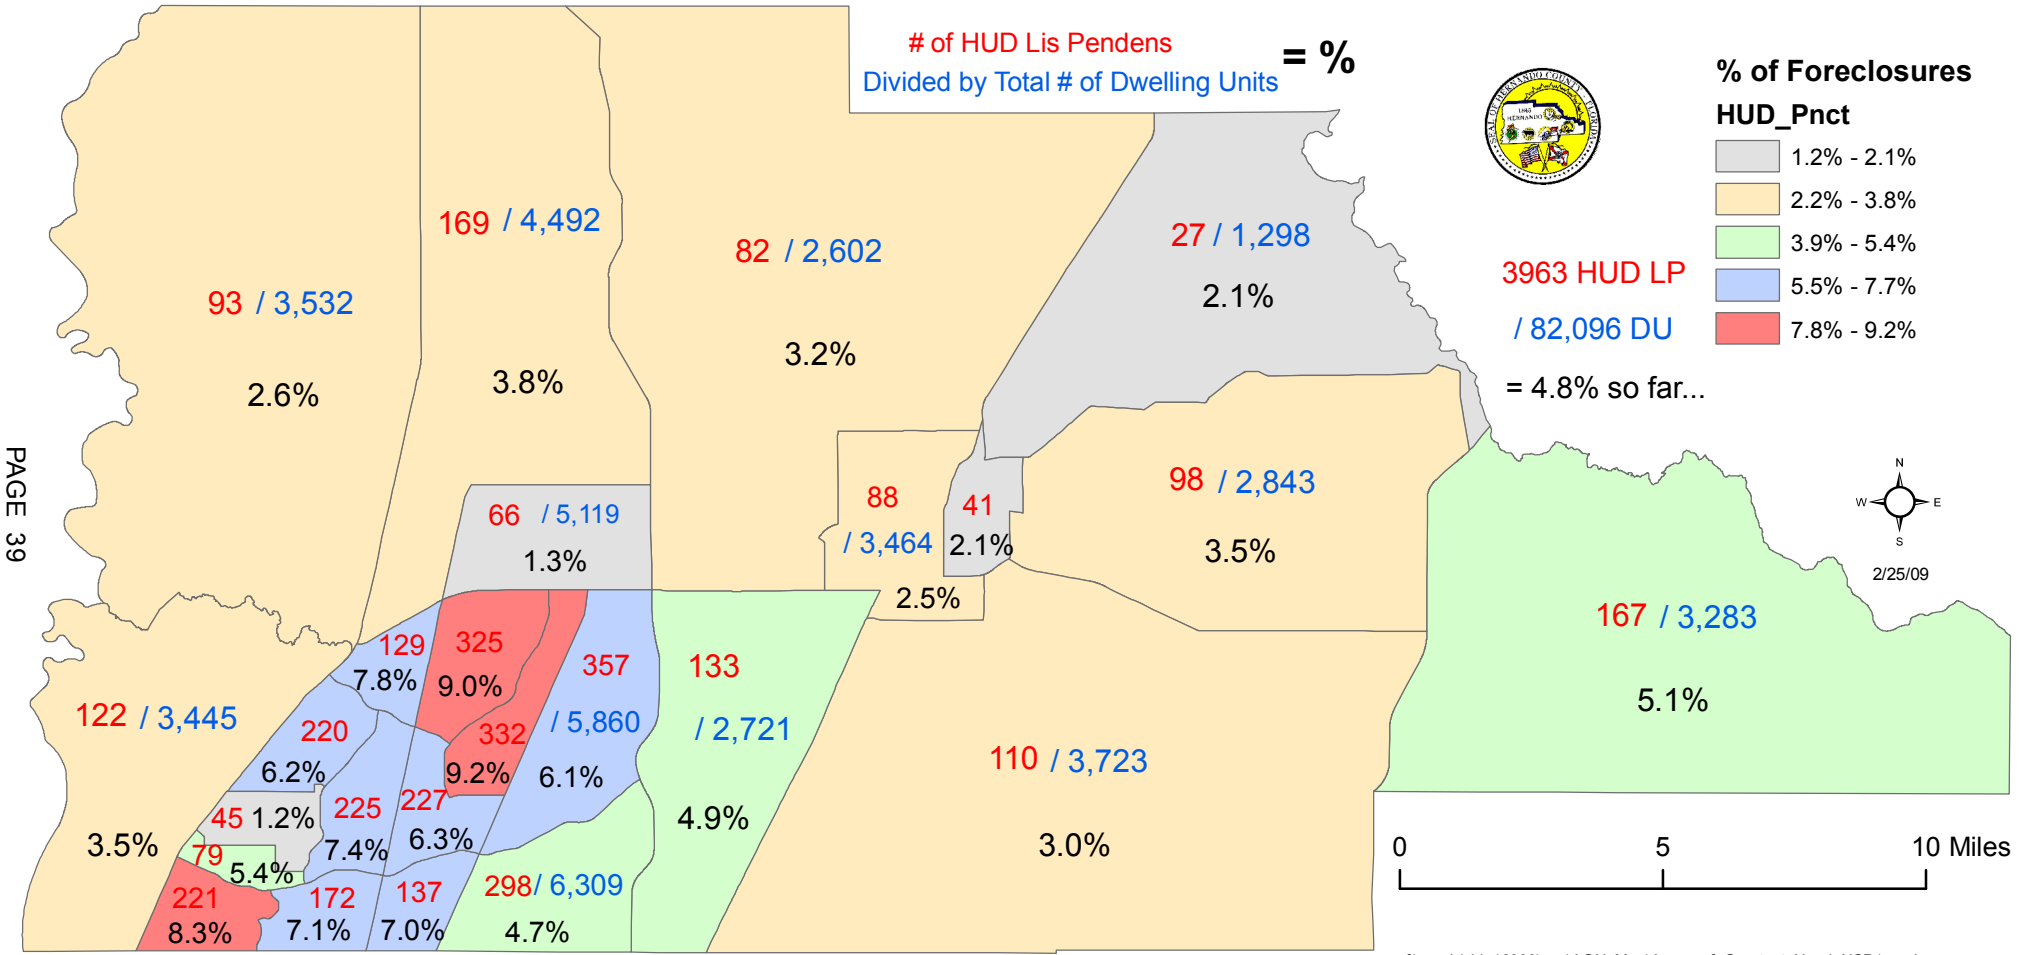 # of HUD Lis Pendens
Divided by Total # of Dwelling Units
= %
SEAL OF HERNANDO COUNTY FLORIDA
1843
HERNANDO
% of Foreclosures
HUD_Pnct
1.2% - 2.1%
2.2% - 3.8%
3.9% - 5.4%
5.5% - 7.7%
7.8% - 9.2%
3963 HUD LP
/ 82,096 DU
= 4.8% so far...
93 / 3,532
2.6%
169 / 4,492
3.8%
82 / 2,602
3.2%
27 / 1,298
2.1%
66 / 5,119
1.3%
88
/ 3,464
2.5%
41
2.1%
98 / 2,843
3.5%
N
W E
S
2/25/09
167 / 3,283
5.1%
PAGE 39
122 / 3,445
3.5%
129
7.8%
325
9.0%
332
9.2%
357
/ 5,860
6.1%
133
/ 2,721
4.9%
110 / 3,723
3.0%
220
6.2%
45 1.2%
225
7.4%
227
6.3%
79
5.4%
221
8.3%
172
7.1%
137
7.0%
298/ 6,309
4.7%
0 5 10 Miles